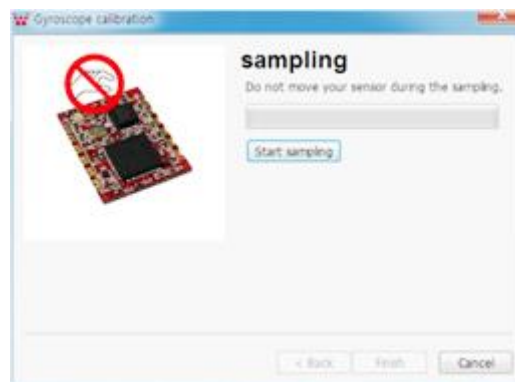 Gyroscope calibration
sampling
Do not move your sensor during the sampling.
Start sampling
< Back
Finish
Cancel